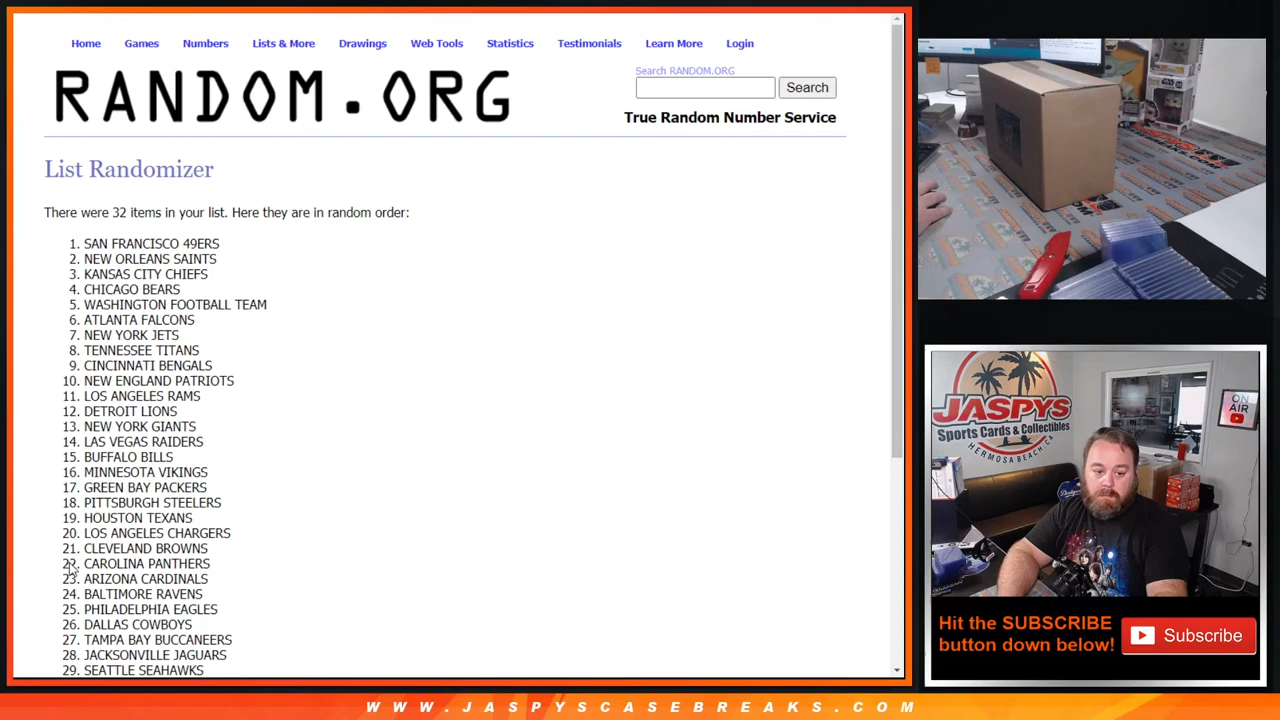 Home Games Numbers Lists & More Drawings Web Tools Statistics Testimonials Learn More Login
RANDOM.ORG
Search RANDOM.ORG
Search
True Random Number Service
List Randomizer
There were 32 items in your list. Here they are in random order:
1. SAN FRANCISCO 49ERS
2. NEW ORLEANS SAINTS
3. KANSAS CITY CHIEFS
4. CHICAGO BEARS
5. WASHINGTON FOOTBALL TEAM
6. ATLANTA FALCONS
7. NEW YORK JETS
8. TENNESSEE TITANS
9. CINCINNATI BENGALS
10. NEW ENGLAND PATRIOTS
11. LOS ANGELES RAMS
12. DETROIT LIONS
13. NEW YORK GIANTS
14. LAS VEGAS RAIDERS
15. BUFFALO BILLS
16. MINNESOTA VIKINGS
17. GREEN BAY PACKERS
18. PITTSBURGH STEELERS
19. HOUSTON TEXANS
20. LOS ANGELES CHARGERS
21. CLEVELAND BROWNS
22. CAROLINA PANTHERS
23. ARIZONA CARDINALS
24. BALTIMORE RAVENS
25. PHILADELPHIA EAGLES
26. DALLAS COWBOYS
27. TAMPA BAY BUCCANEERS
28. JACKSONVILLE JAGUARS
29. SEATTLE SEAHAWKS
JASPYS
Sports Cards & Collectibles
HERMOSA BEACH, CA
ON
AIR
Hit the SUBSCRIBE
button down below!
Subscribe
WWW.JASPYSCASEBREAKS.COM